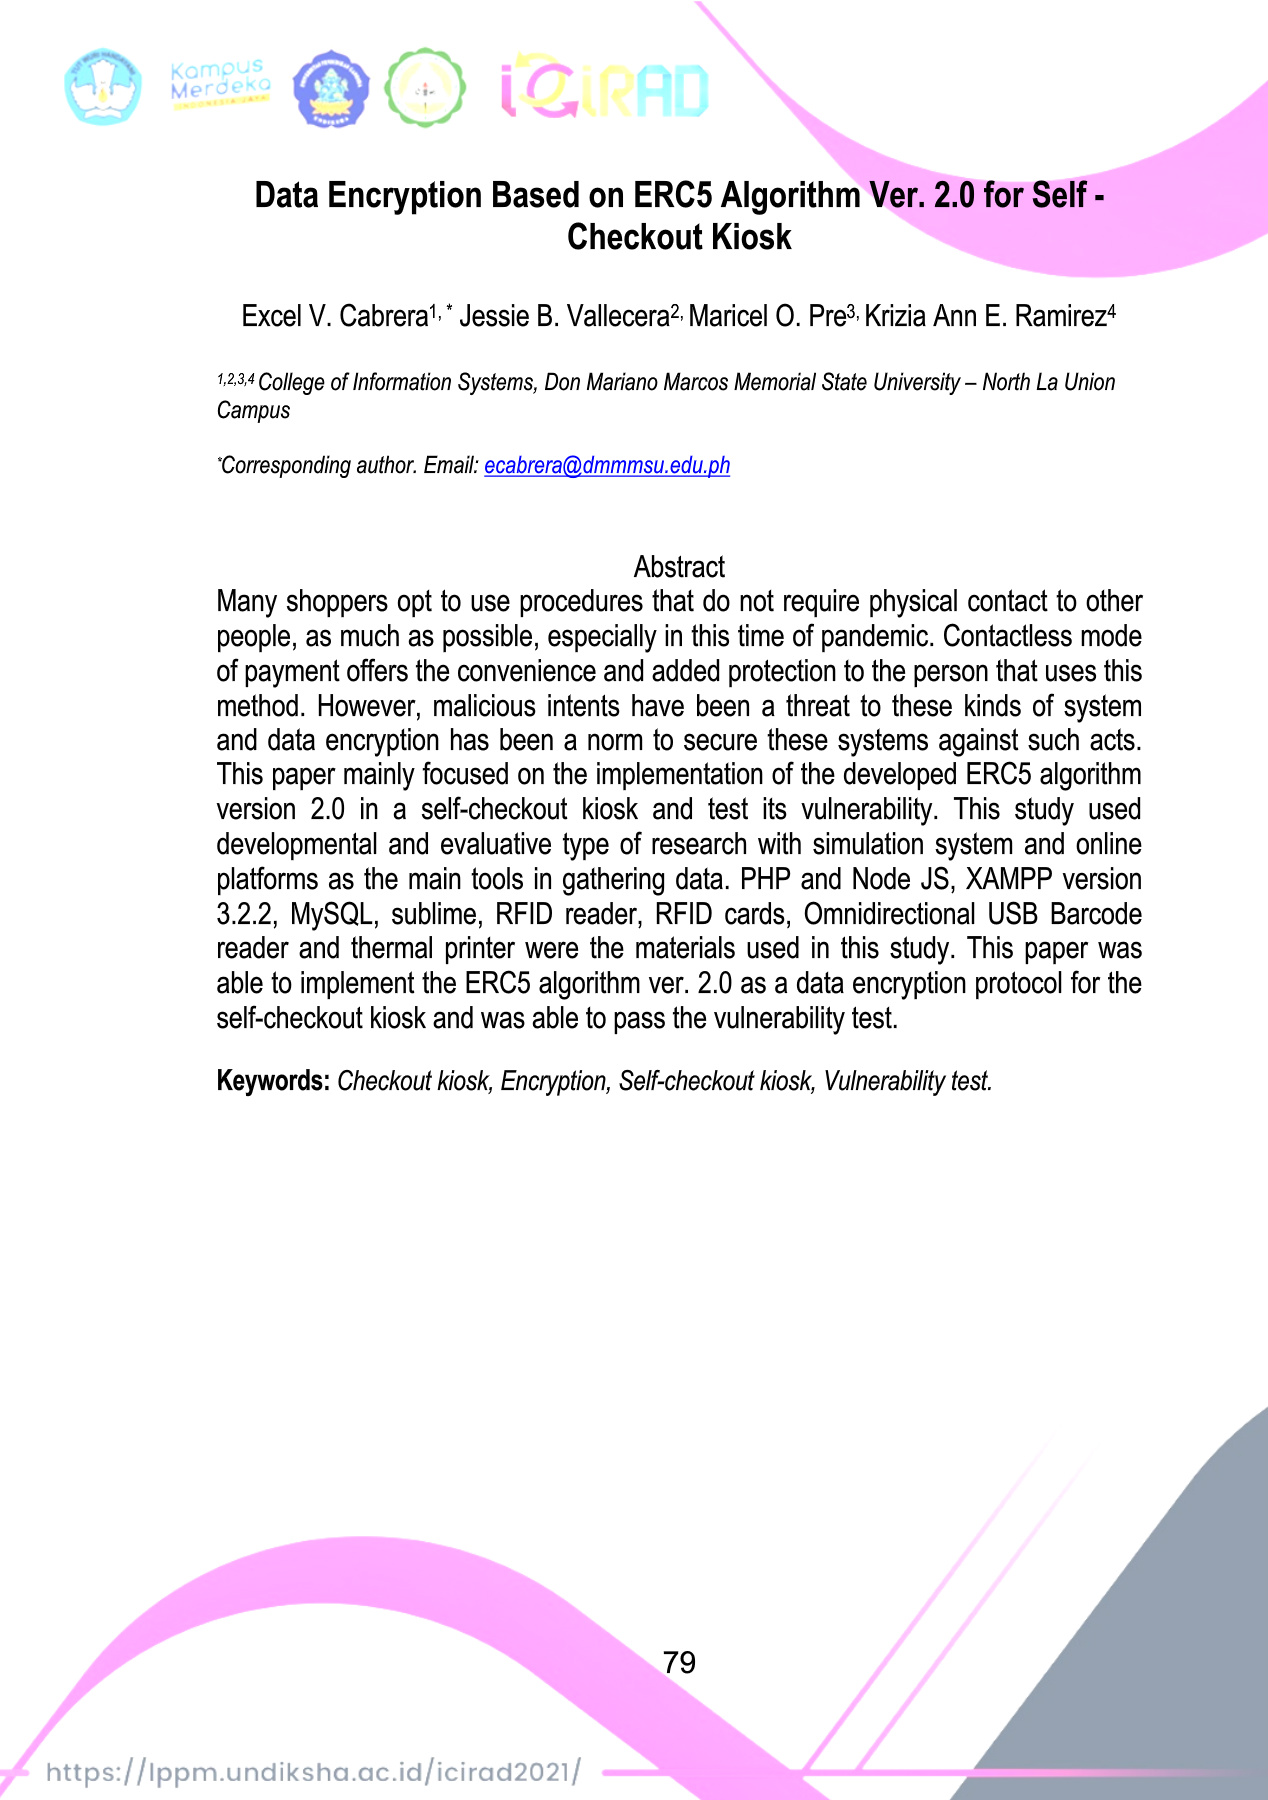 Kampus
Merdeka
INDONESIA JAYA
iCiRAD
Data Encryption Based on ERC5 Algorithm Ver. 2.0 for Self -
Checkout Kiosk
Excel V. Cabrera1, * Jessie B. Vallecera2, Maricel O. Pre3, Krizia Ann E. Ramirez4
1,2,3,4 College of Information Systems, Don Mariano Marcos Memorial State University – North La Union
Campus
*Corresponding author. Email: ecabrera@dmmmsu.edu.ph
Abstract
Many shoppers opt to use procedures that do not require physical contact to other
people, as much as possible, especially in this time of pandemic. Contactless mode
of payment offers the convenience and added protection to the person that uses this
method. However, malicious intents have been a threat to these kinds of system
and data encryption has been a norm to secure these systems against such acts.
This paper mainly focused on the implementation of the developed ERC5 algorithm
version 2.0 in a self-checkout kiosk and test its vulnerability. This study used
developmental and evaluative type of research with simulation system and online
platforms as the main tools in gathering data. PHP and Node JS, XAMPP version
3.2.2, MySQL, sublime, RFID reader, RFID cards, Omnidirectional USB Barcode
reader and thermal printer were the materials used in this study. This paper was
able to implement the ERC5 algorithm ver. 2.0 as a data encryption protocol for the
self-checkout kiosk and was able to pass the vulnerability test.
Keywords: Checkout kiosk, Encryption, Self-checkout kiosk, Vulnerability test.
79
https://lppm.undiksha.ac.id/icirad2021/